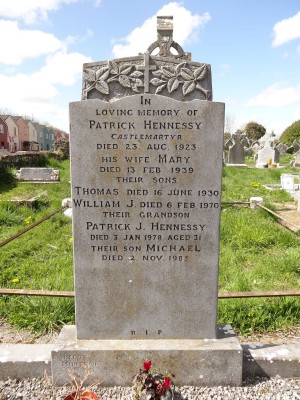 IN
LOVING MEMORY OF
PATRICK HENNESSY
CASTLEMARTYR
DIED 23 AUG. 1923
HIS WIFE MARY
DIED 13 FEB 1939
THEIR SONS
THOMAS DIED 16 JUNE 1930
WILLIAM J. DIED 6 FEB 1970
THEIR GRANDSON
PATRICK J. HENNESSY
DIED 3 JAN 1978 AGED 31
THEIR SON MICHAEL
DIED 2 NOV. 1985
R I P